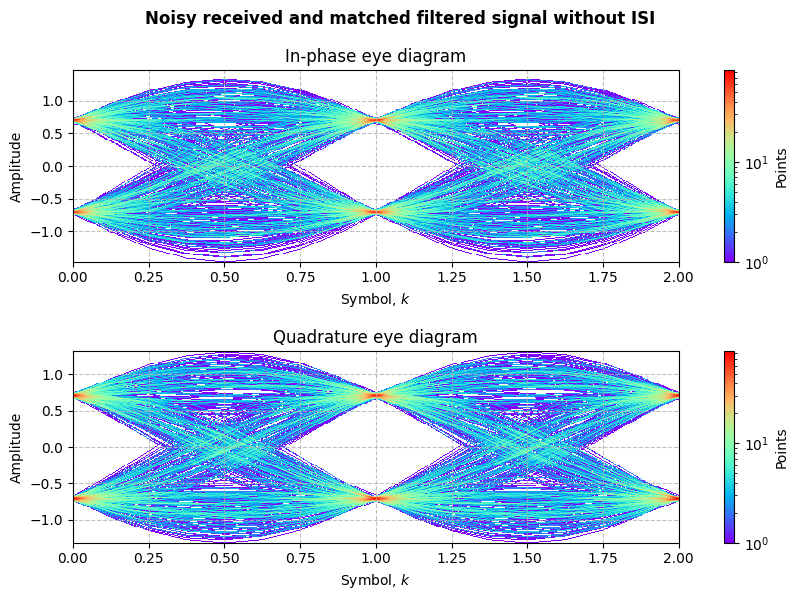 Noisy received and matched filtered signal without ISI
In-phase eye diagram
Amplitude
1.0
0.5
0.0
−0.5
−1.0
0.00 0.25 0.50 0.75 1.00 1.25 1.50 1.75 2.00
Symbol, k
10¹
10⁰
Points
Quadrature eye diagram
Amplitude
1.0
0.5
0.0
−0.5
−1.0
0.00 0.25 0.50 0.75 1.00 1.25 1.50 1.75 2.00
Symbol, k
10¹
10⁰
Points